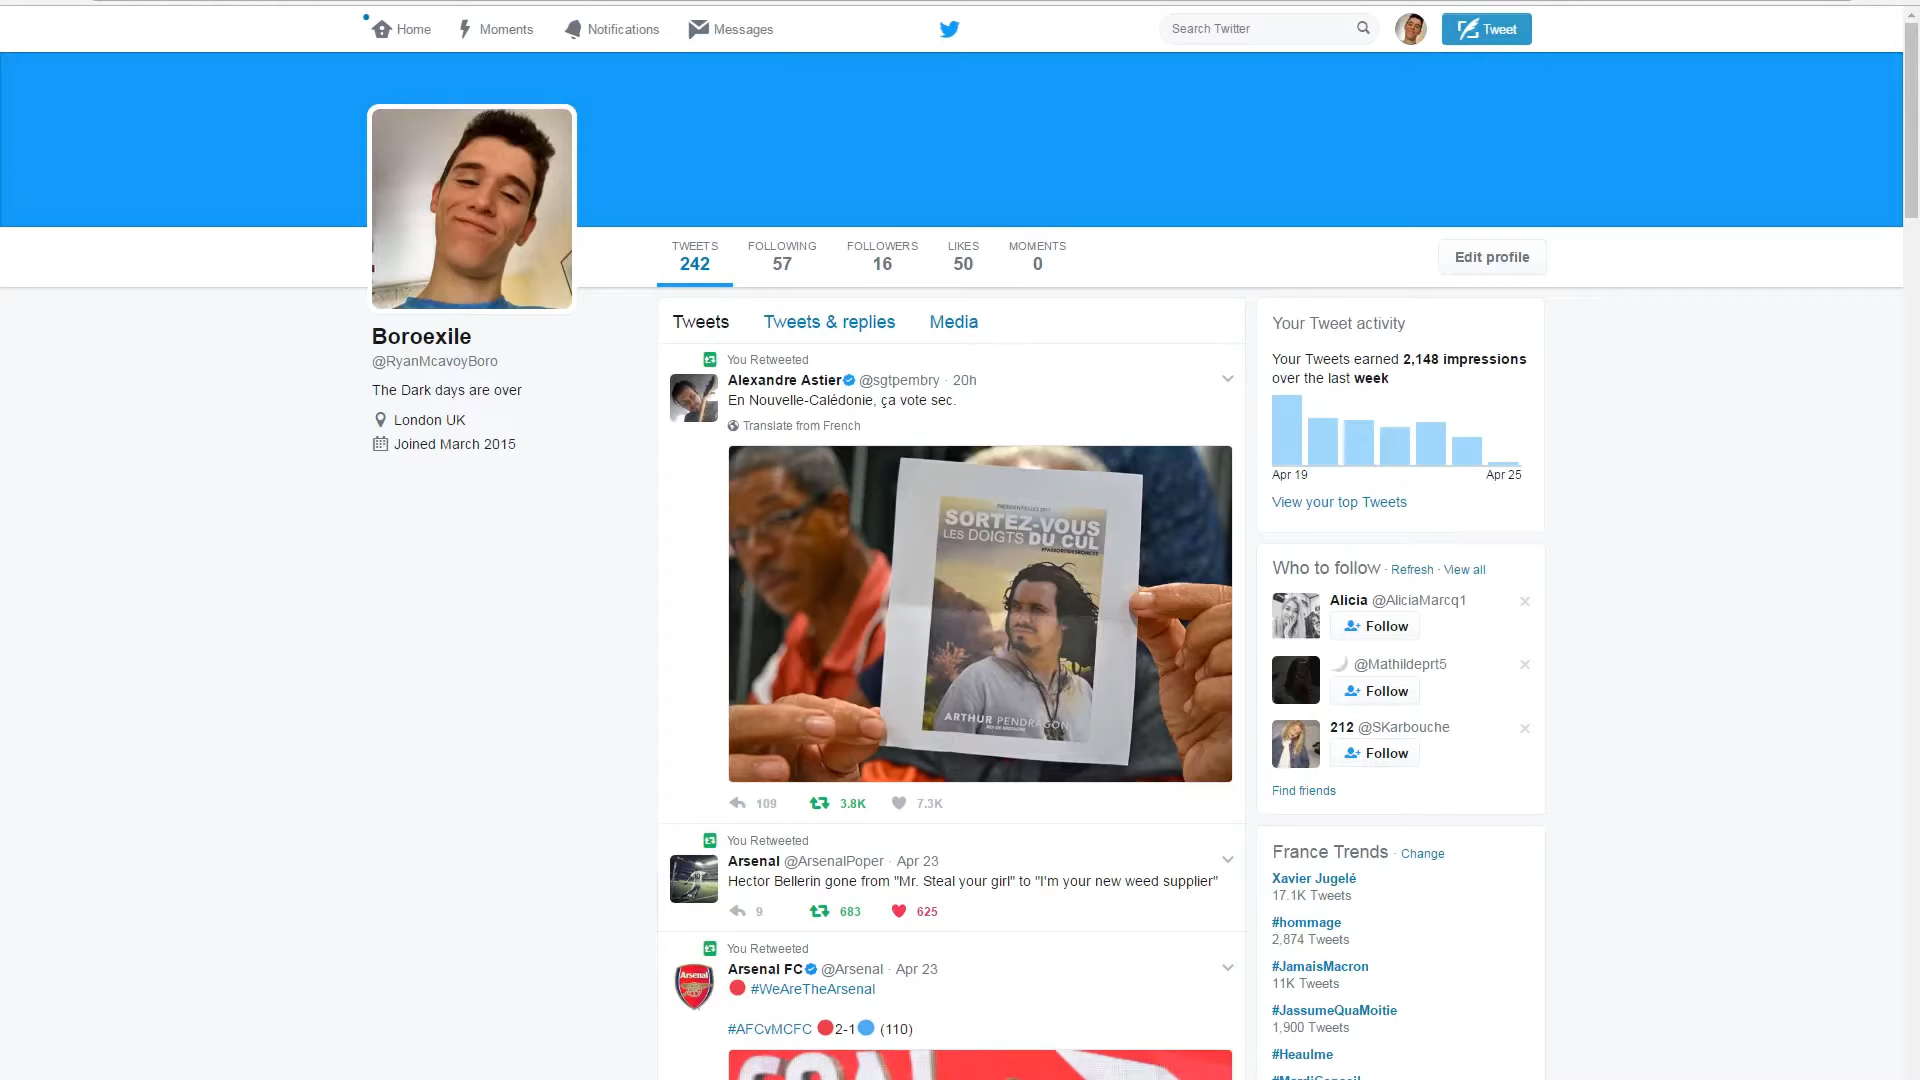 Home
Moments
Notifications
Messages
Search Twitter
Tweet
TWEETS
242
FOLLOWING
57
FOLLOWERS
16
LIKES
50
MOMENTS
0
Edit profile
Boroexile
@RyanMcavoyBoro
The Dark days are over
London UK
Joined March 2015
Tweets
Tweets & replies
Media
You Retweeted
Alexandre Astier @sgtpembry · 20h
En Nouvelle-Calédonie, ça vote sec.
Translate from French
PRESIDENTIELLES 2017
SORTEZ-VOUS
LES DOIGTS DU CUL
ARTHUR PENDRAGON
ROI DE BRETAGNE
109
3.8K
7.3K
You Retweeted
Arsenal @ArsenalPoper · Apr 23
Hector Bellerin gone from "Mr. Steal your girl" to "I'm your new weed supplier"
9
683
625
You Retweeted
Arsenal
Arsenal FC @Arsenal · Apr 23
#WeAreTheArsenal
#AFCvMCFC 🔴2-1🔵 (110)
GOAL
Your Tweet activity
Your Tweets earned 2,148 impressions
over the last week
Apr 19
Apr 25
View your top Tweets
Who to follow · Refresh · View all
Alicia @AliciaMarcq1
Follow
🌙 @Mathildeprt5
Follow
212 @SKarbouche
Follow
Find friends
France Trends · Change
Xavier Jugelé
17.1K Tweets
#hommage
2,874 Tweets
#JamaisMacron
11K Tweets
#JassumeQuaMoitie
1,900 Tweets
#Heaulme
#MardiConseil